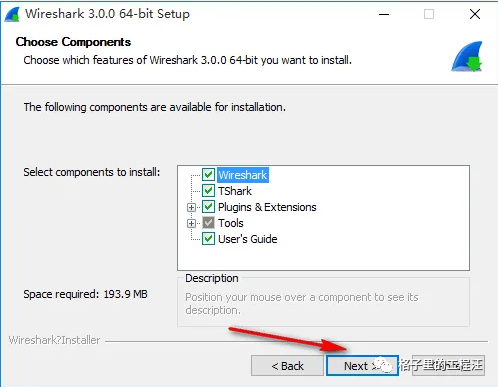 Wireshark 3.0.0 64-bit Setup
Choose Components
Choose which features of Wireshark 3.0.0 64-bit you want to install.
The following components are available for installation.
Select components to install:
Wireshark
TShark
Plugins & Extensions
Tools
User's Guide
Space required: 193.9 MB
Description
Position your mouse over a component to see its
description.
Wireshark?Installer
< Back
Next >
格子里的工程汪